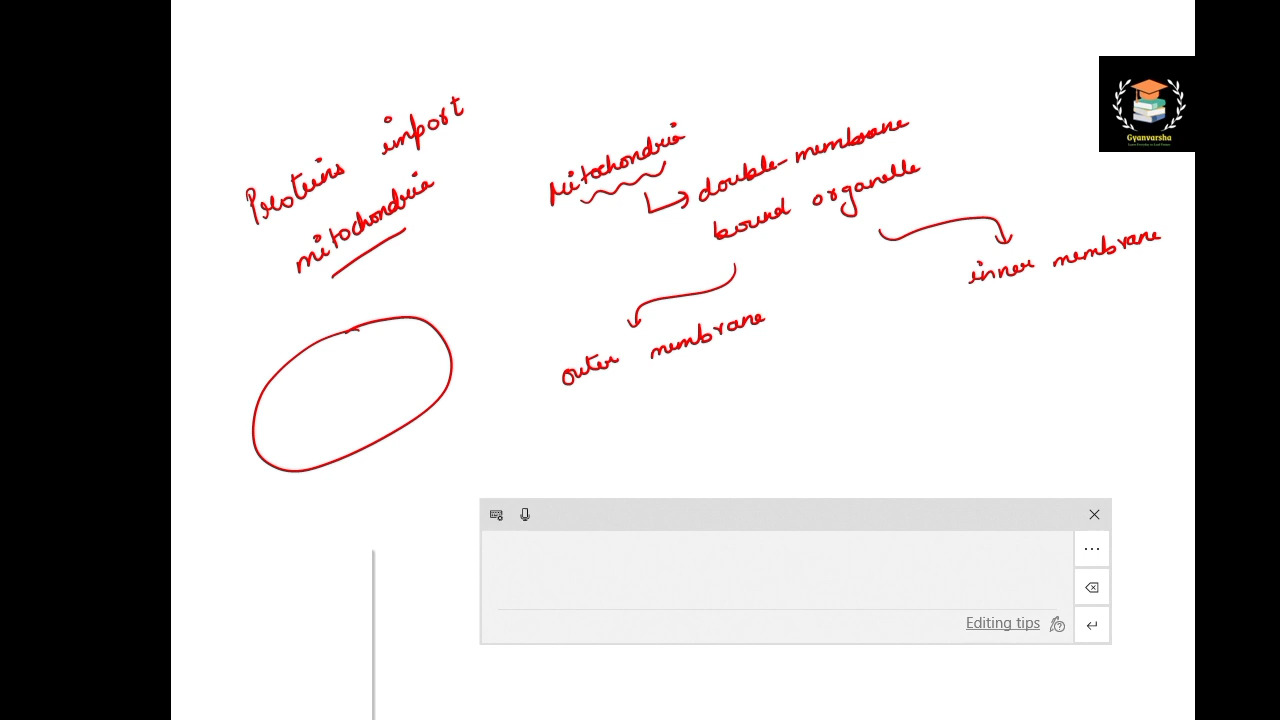 Proteins import
mitochondria
Mitochondria
double-membrane
bound organelle
inner membrane
outer membrane
Gyanvarsha
Editing tips